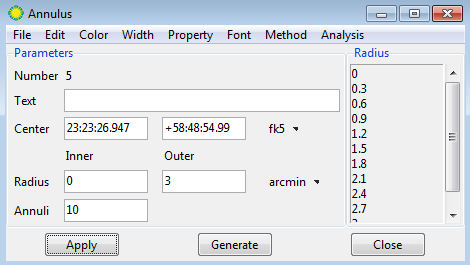 Annulus
File Edit Color Width Property Font Method Analysis
Parameters
Number 5
Text
Center 23:23:26.947 +58:48:54.99 fk5
Inner Outer
Radius 0 3 arcmin
Annuli 10
Radius
0
0.3
0.6
0.9
1.2
1.5
1.8
2.1
2.4
2.7
Apply Generate Close